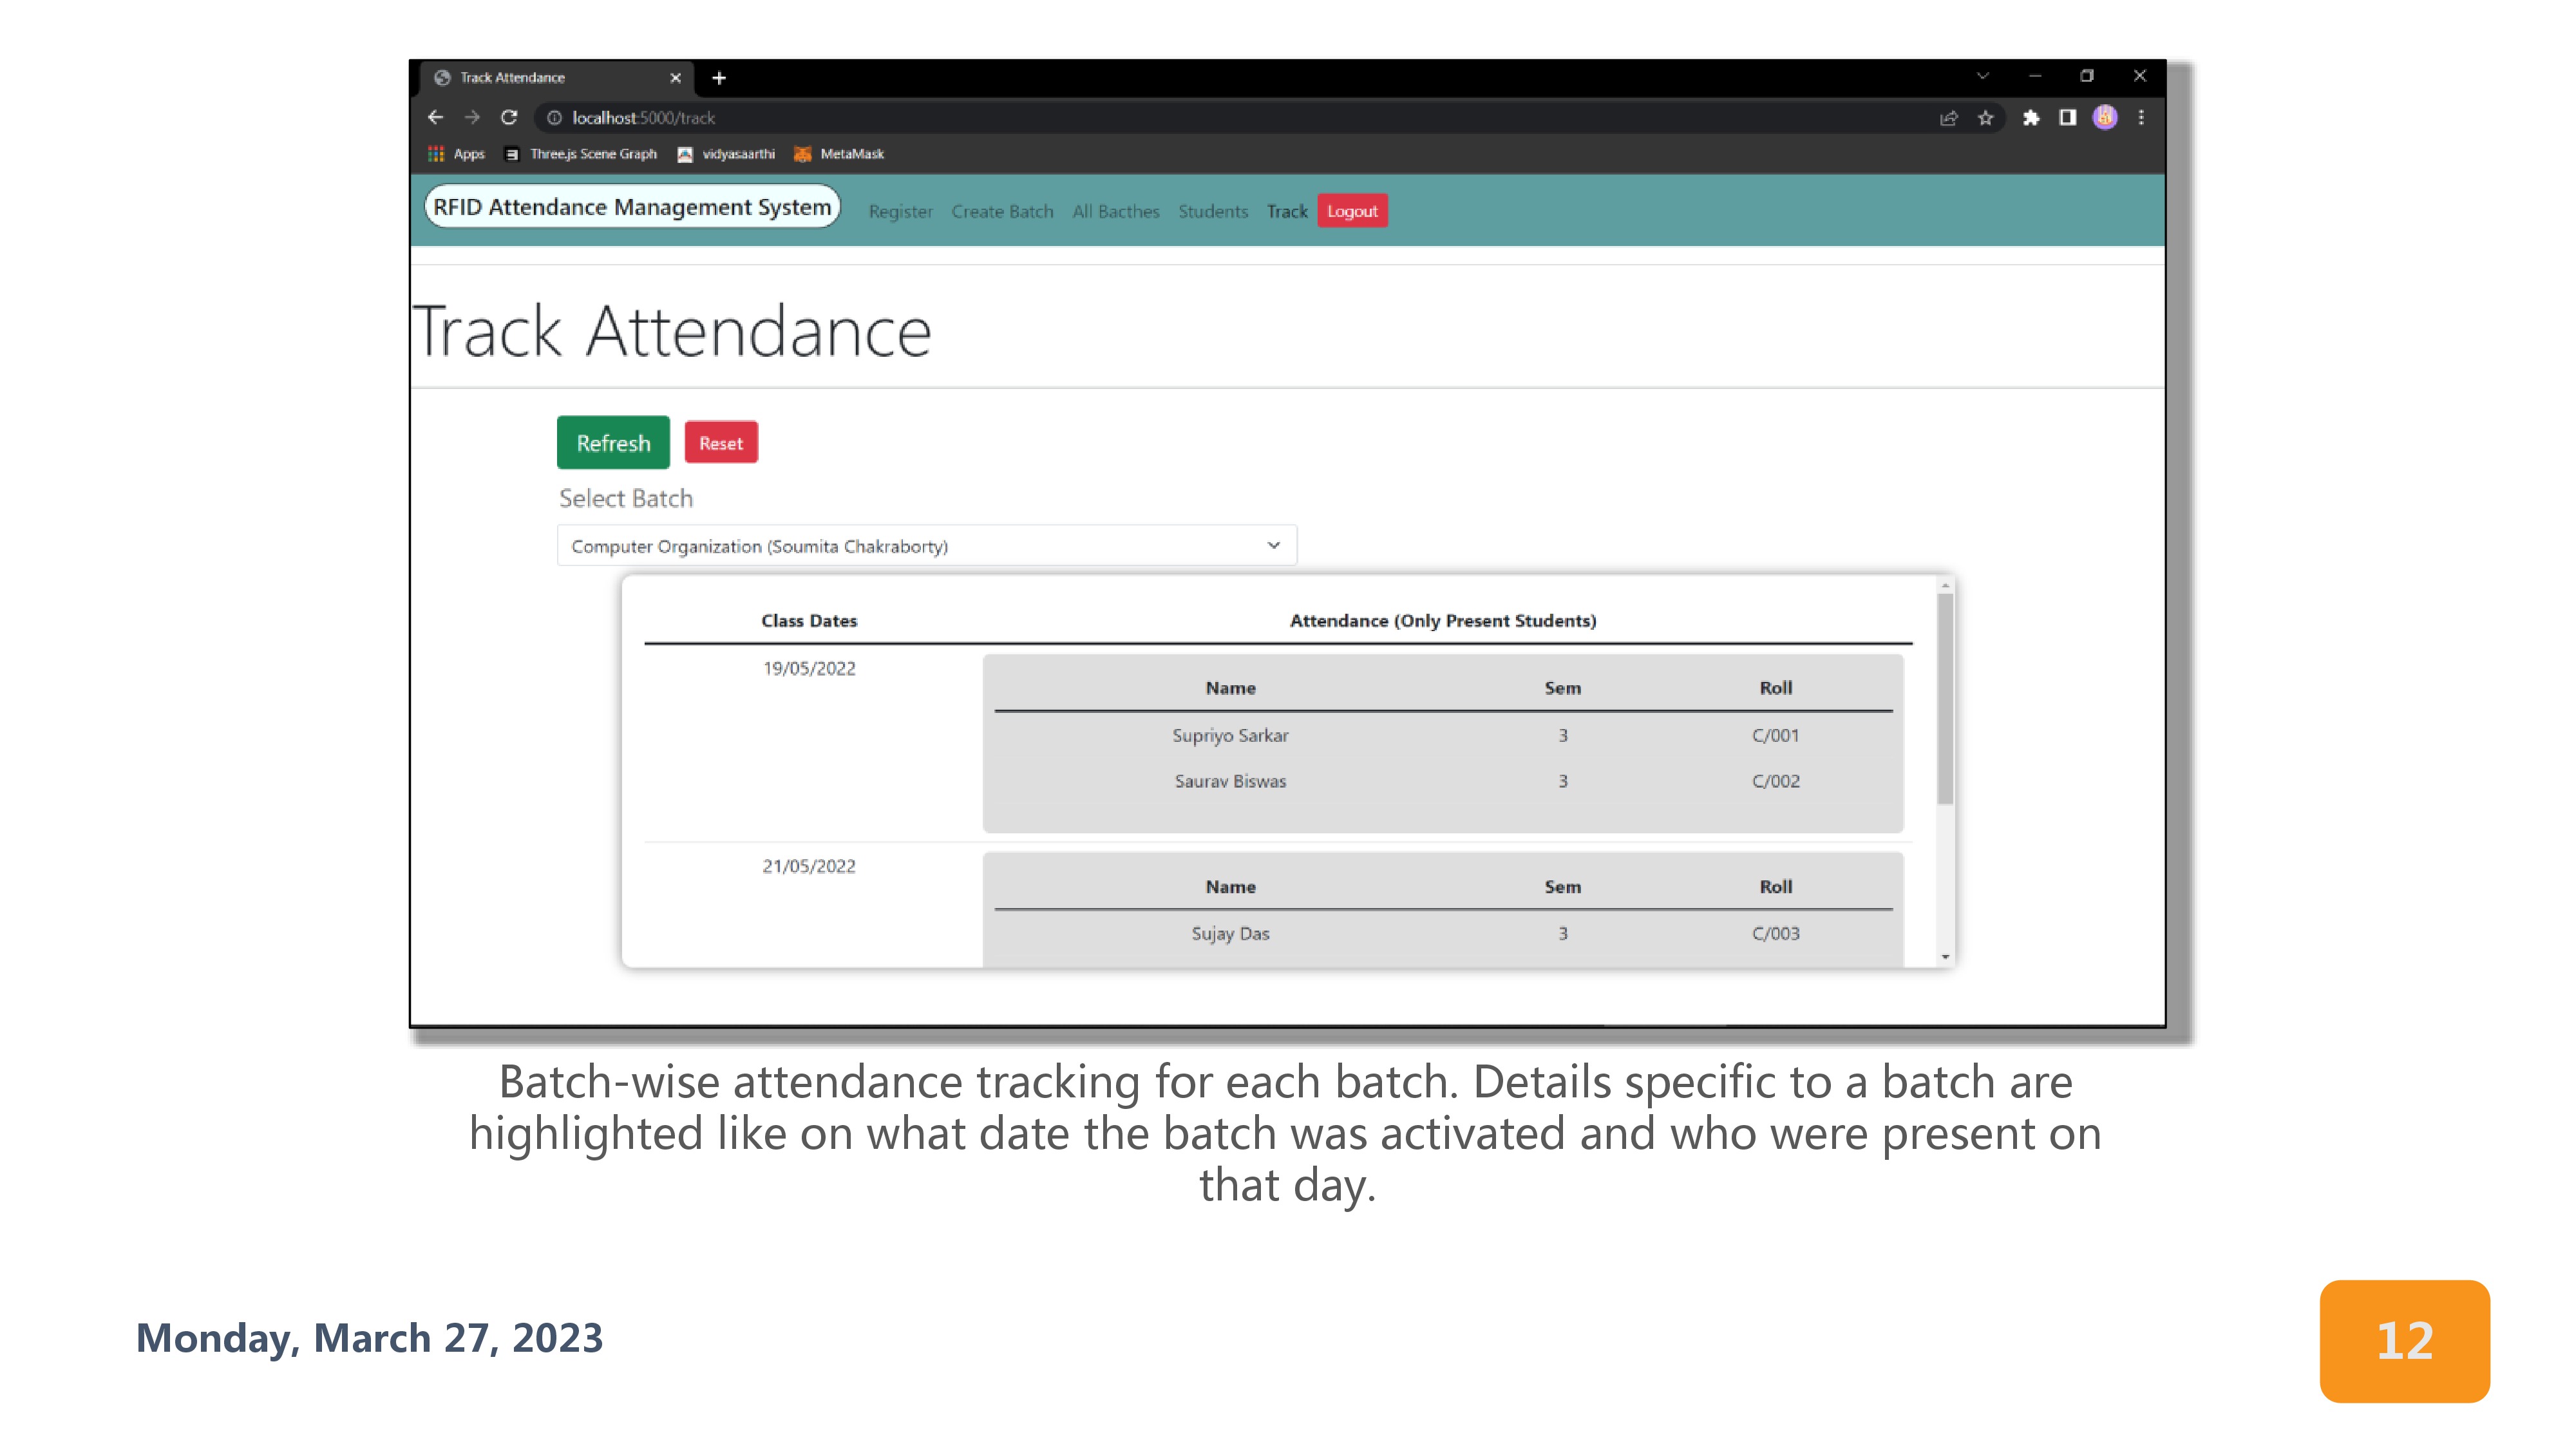 Track Attendance
localhost:5000/track
Apps Three.js Scene Graph vidyasaarthi MetaMask
RFID Attendance Management System Register Create Batch All Bacthes Students Track Logout
Track Attendance
Refresh Reset
Select Batch
Computer Organization (Soumita Chakraborty)
Class Dates Attendance (Only Present Students)
19/05/2022
Name Sem Roll
Supriyo Sarkar 3 C/001
Saurav Biswas 3 C/002
21/05/2022
Name Sem Roll
Sujay Das 3 C/003
Batch-wise attendance tracking for each batch. Details specific to a batch are
highlighted like on what date the batch was activated and who were present on
that day.
Monday, March 27, 2023
12